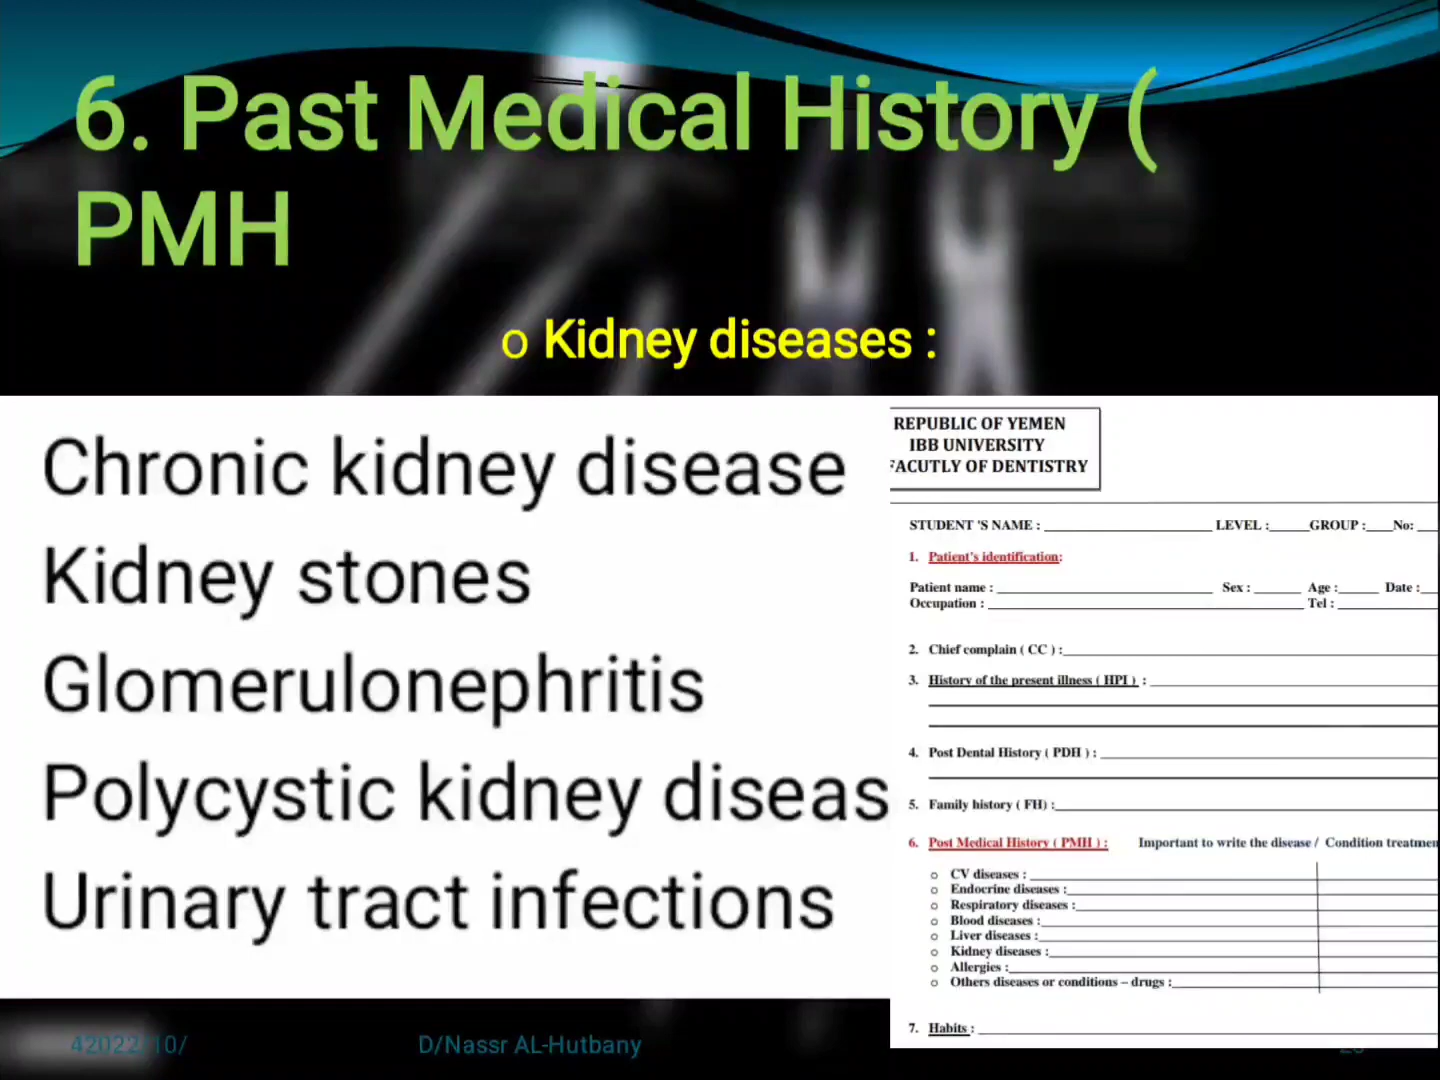 6. Past Medical History (
PMH
o Kidney diseases :
Chronic kidney disease
Kidney stones
Glomerulonephritis
Polycystic kidney diseas
Urinary tract infections
REPUBLIC OF YEMEN
IBB UNIVERSITY
FACUTLY OF DENTISTRY
STUDENT 'S NAME : LEVEL : GROUP : No:
1. Patient's identification:
Patient name : Sex : Age : Date :
Occupation : Tel :
2. Chief complain ( CC ) :
3. History of the present illness ( HPI ) :
4. Post Dental History ( PDH ) :
5. Family history ( FH) :
6. Post Medical History ( PMH ) : Important to write the disease / Condition treatmen
o CV diseases :
o Endocrine diseases :
o Respiratory diseases :
o Blood diseases :
o Liver diseases :
o Kidney diseases :
o Allergies :
o Others diseases or conditions – drugs :
7. Habits :
42022/10/
D/Nassr AL-Hutbany